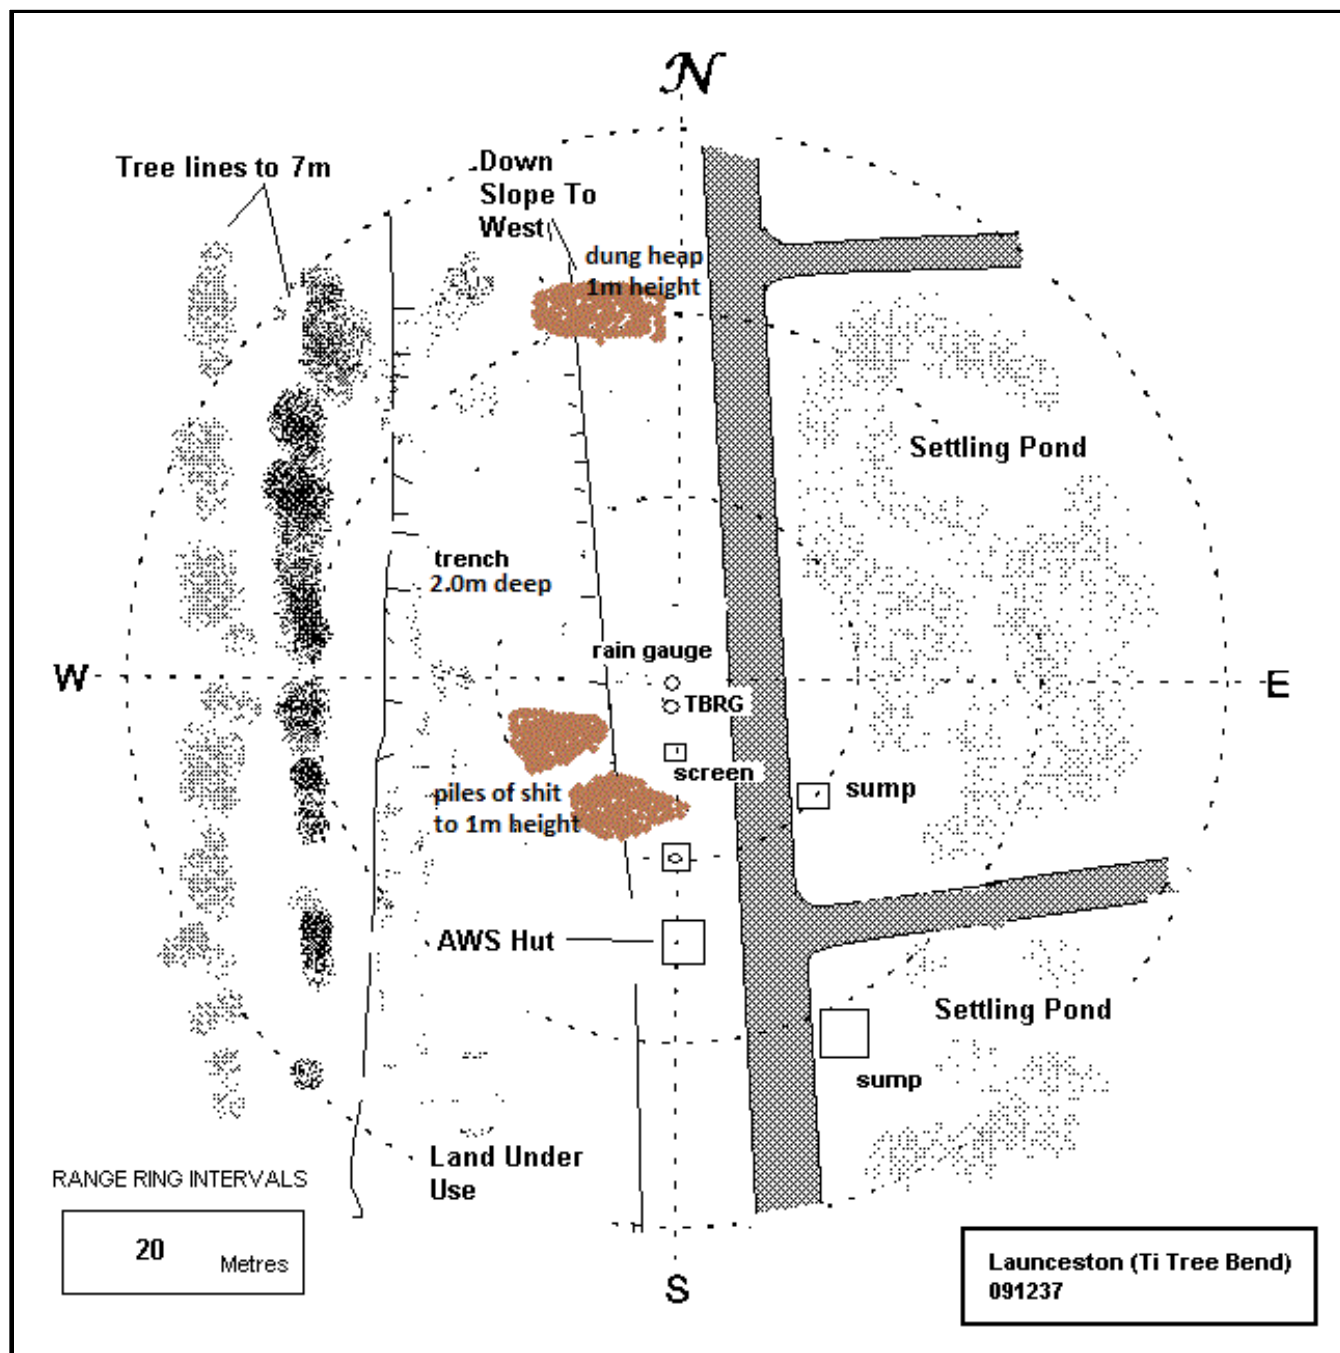 N
Tree lines to 7m
Down
Slope To
West
dung heap
1m height
Settling Pond
trench
2.0m deep
rain gauge
W
E
TBRG
screen
sump
piles of shit
to 1m height
AWS Hut
Settling Pond
sump
Land Under
Use
RANGE RING INTERVALS
20 Metres
S
Launceston (Ti Tree Bend)
091237